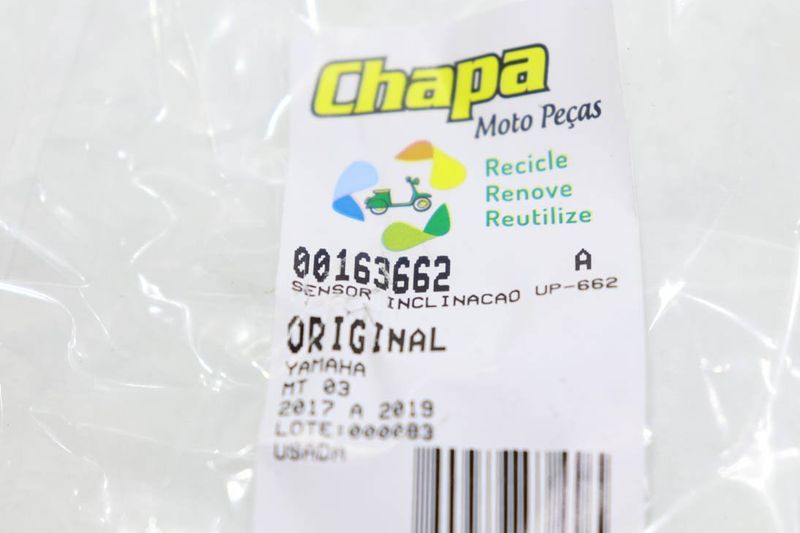 Chapa
Moto Peças
Recicle
Renove
Reutilize
00163662 A
SENSOR INCLINACAO UP-662
ORIGINAL
YAMAHA
MT 03
2017 A 2019
LOTE:000083
USADA